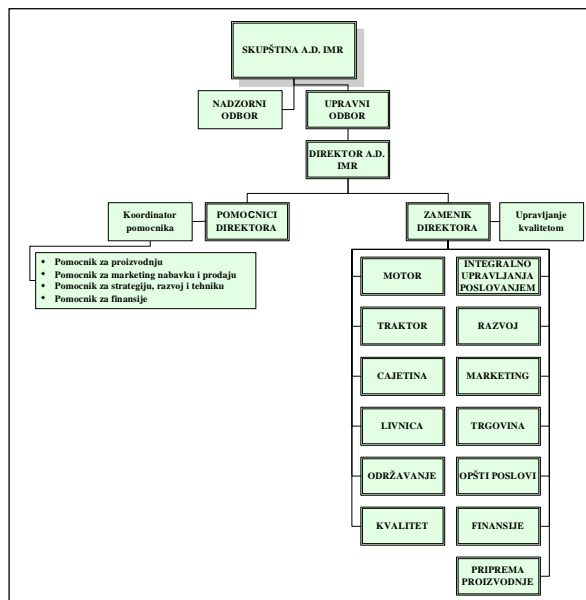 SKUPŠTINA A.D. IMR
NADZORNI
ODBOR
UPRAVNI
ODBOR
DIREKTOR A.D.
IMR
Koordinator
pomocnika
POMOĆNICI
DIREKTORA
ZAMENIK
DIREKTORA
Upravljanje
kvalitetom
• Pomocnik za proizvodnju
• Pomocnik za marketing nabavku i prodaju
• Pomocnik za strategiju, razvoj i tehniku
• Pomocnik za finansije
MOTOR
INTEGRALNO
UPRAVLJANJA
POSLOVANJEM
TRAKTOR
RAZVOJ
CAJETINA
MARKETING
LIVNICA
TRGOVINA
ODRŽAVANJE
OPŠTI POSLOVI
KVALITET
FINANSIJE
PRIPREMA
PROIZVODNJE